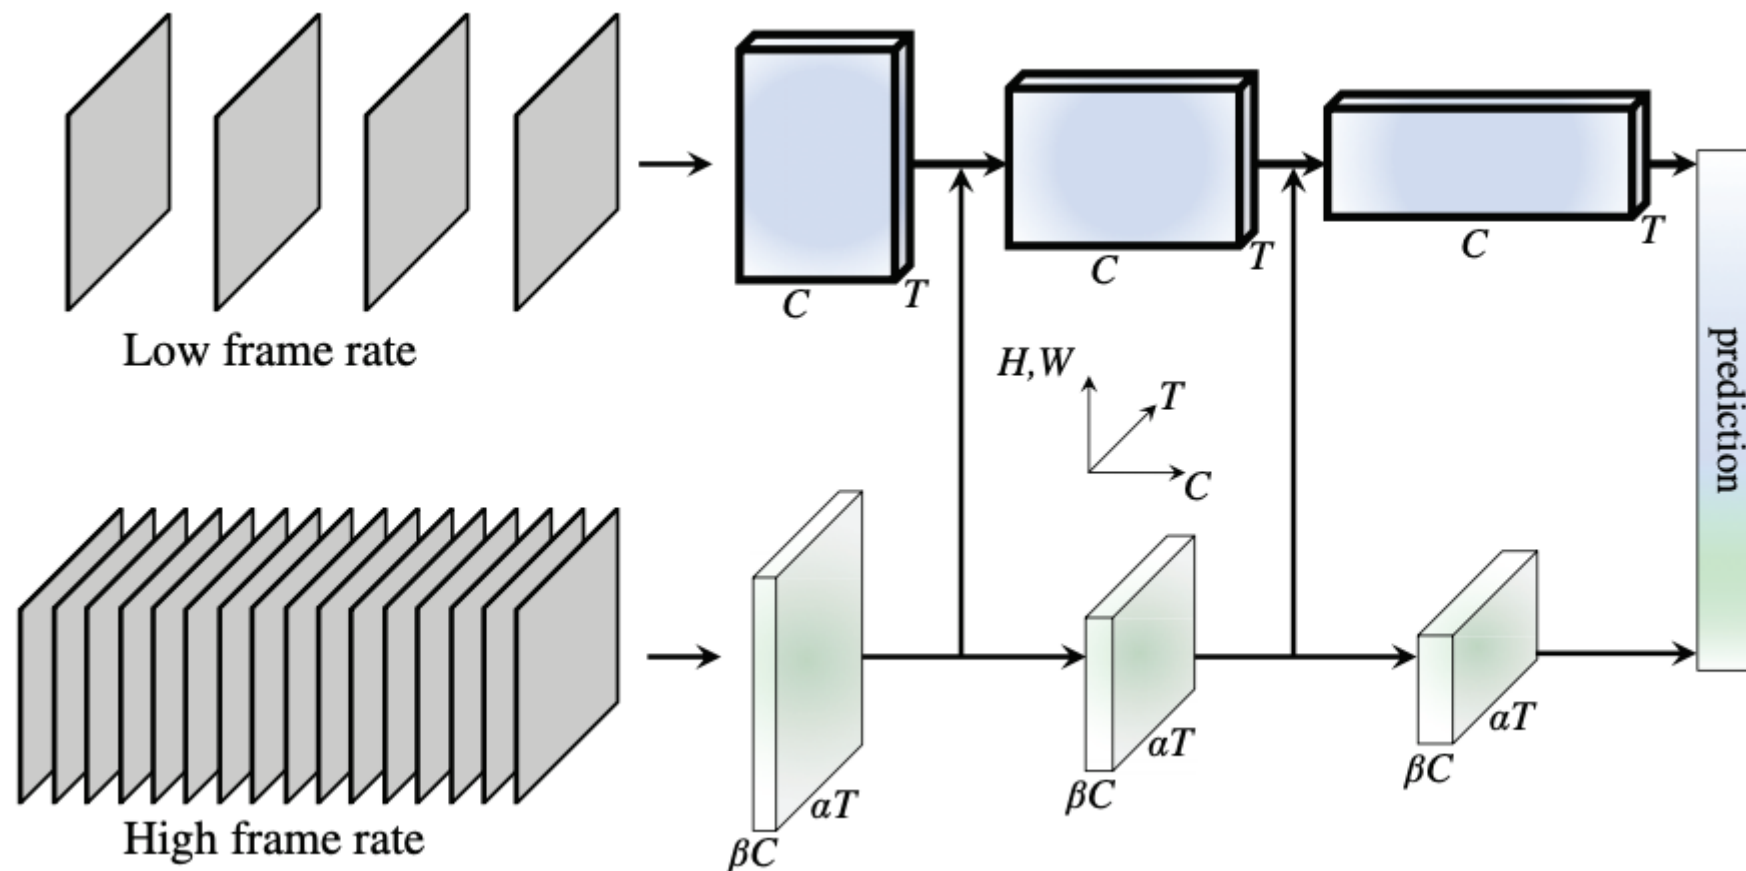 Low frame rate
High frame rate
C
T
C
T
C
T
H,W
T
C
βC
αT
βC
αT
βC
αT
prediction